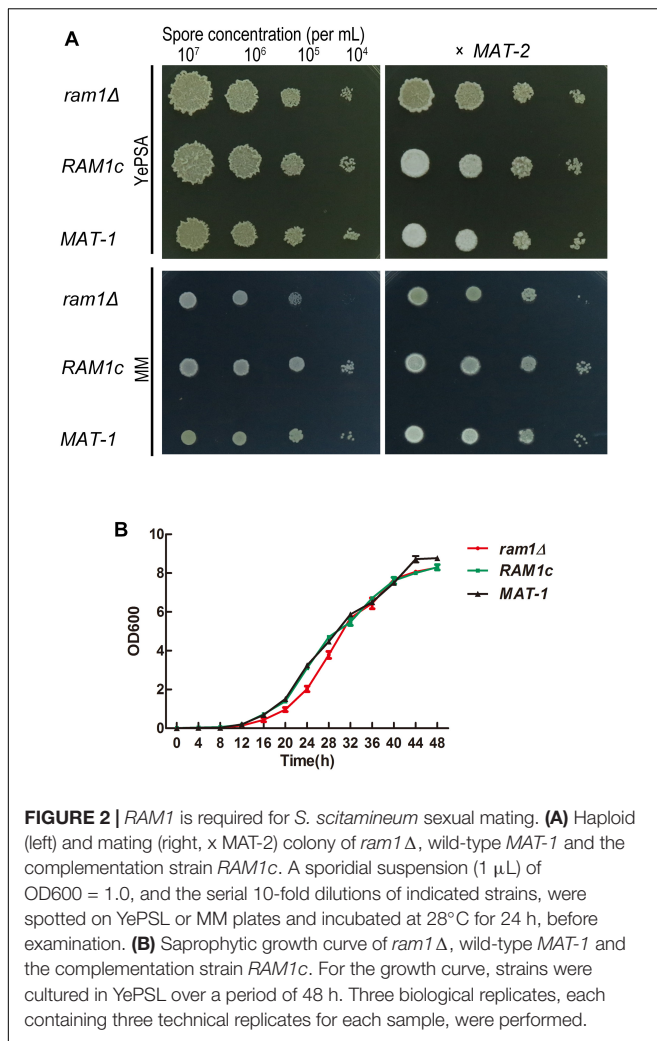 A
Spore concentration (per mL)
10⁷ 10⁶ 10⁵ 10⁴
× MAT-2
ram1Δ
RAM1c
MAT-1
YePSA
ram1Δ
RAM1c
MAT-1
MM
B
10
8
6
4
2
0
OD600
0 4 8 12 16 20 24 28 32 36 40 44 48
Time(h)
ram1Δ
RAM1c
MAT-1
FIGURE 2 | RAM1 is required for S. scitamineum sexual mating. (A) Haploid
(left) and mating (right, x MAT-2) colony of ram1Δ, wild-type MAT-1 and the
complementation strain RAM1c. A sporidial suspension (1 μL) of
OD600 = 1.0, and the serial 10-fold dilutions of indicated strains, were
spotted on YePSL or MM plates and incubated at 28°C for 24 h, before
examination. (B) Saprophytic growth curve of ram1Δ, wild-type MAT-1 and
the complementation strain RAM1c. For the growth curve, strains were
cultured in YePSL over a period of 48 h. Three biological replicates, each
containing three technical replicates for each sample, were performed.